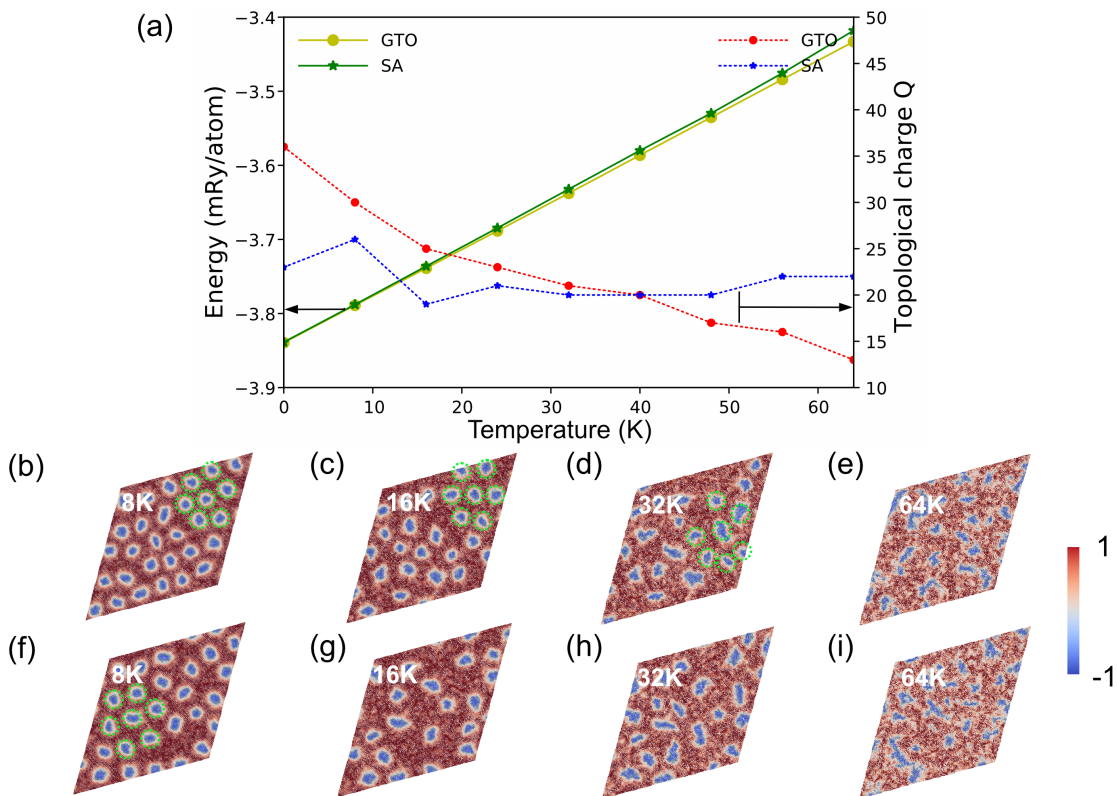 (a)
GTO
SA
GTO
SA
−3.4
−3.5
−3.6
−3.7
−3.8
−3.9
Energy (mRy/atom)
50
45
40
35
30
25
20
15
10
Topological charge Q
0 10 20 30 40 50 60
Temperature (K)
(b) (c) (d) (e)
8K 16K 32K 64K
(f) (g) (h) (i)
8K 16K 32K 64K
1
-1